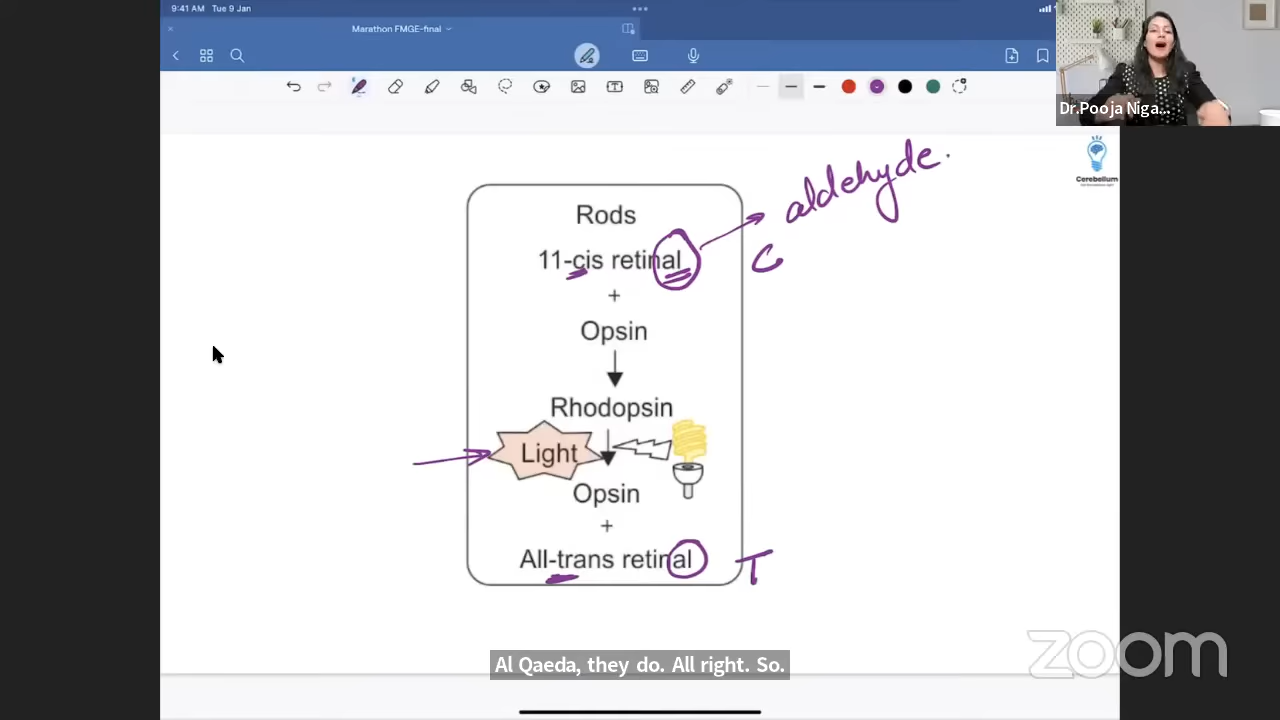 9:41 AM Tue 9 Jan
Marathon FMGE-final
Dr.Pooja Niga...
Cerebellum
aldehyde.
Rods
11-cis retinal
C
+
Opsin
Rhodopsin
Light
Opsin
+
All-trans retinal
T
Al Qaeda, they do. All right. So.
zoom